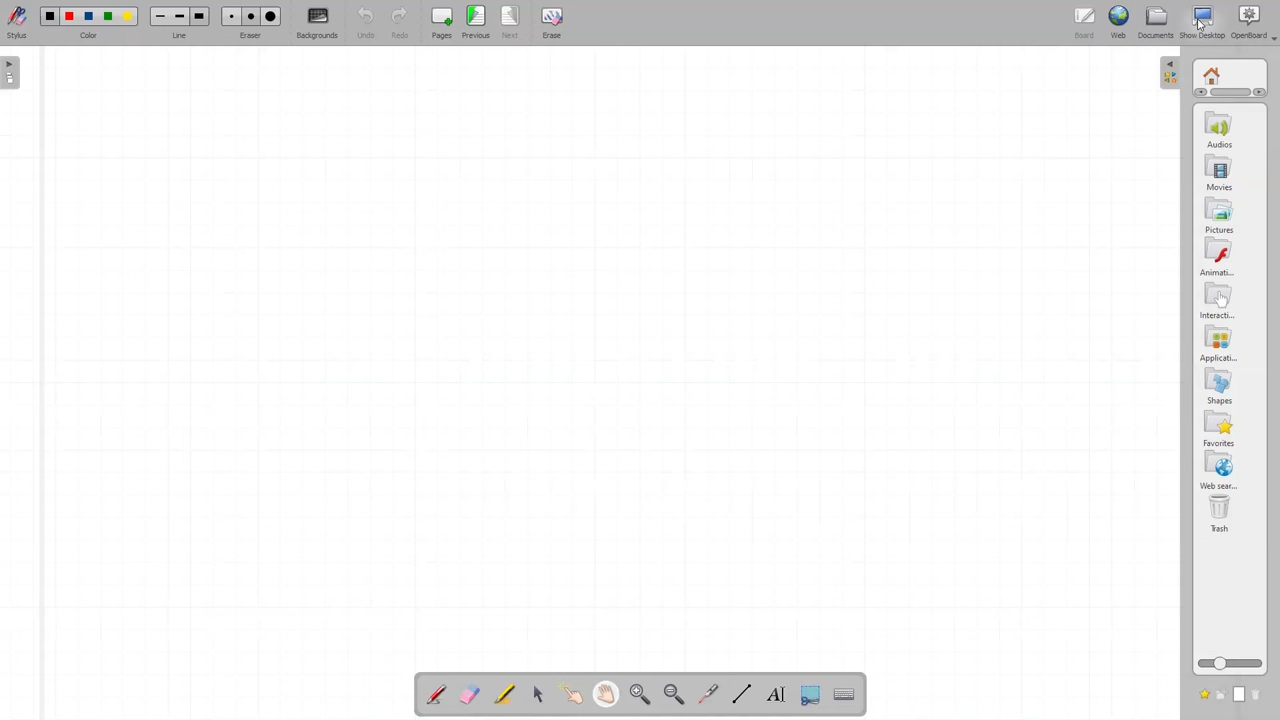 Stylus Color Line Eraser Backgrounds Undo Redo Pages Previous Next Erase Board Web Documents Show Desktop OpenBoard
Audios
Movies
Pictures
Animati...
Interacti...
Applicati...
Shapes
Favorites
Web sear...
Trash
AI